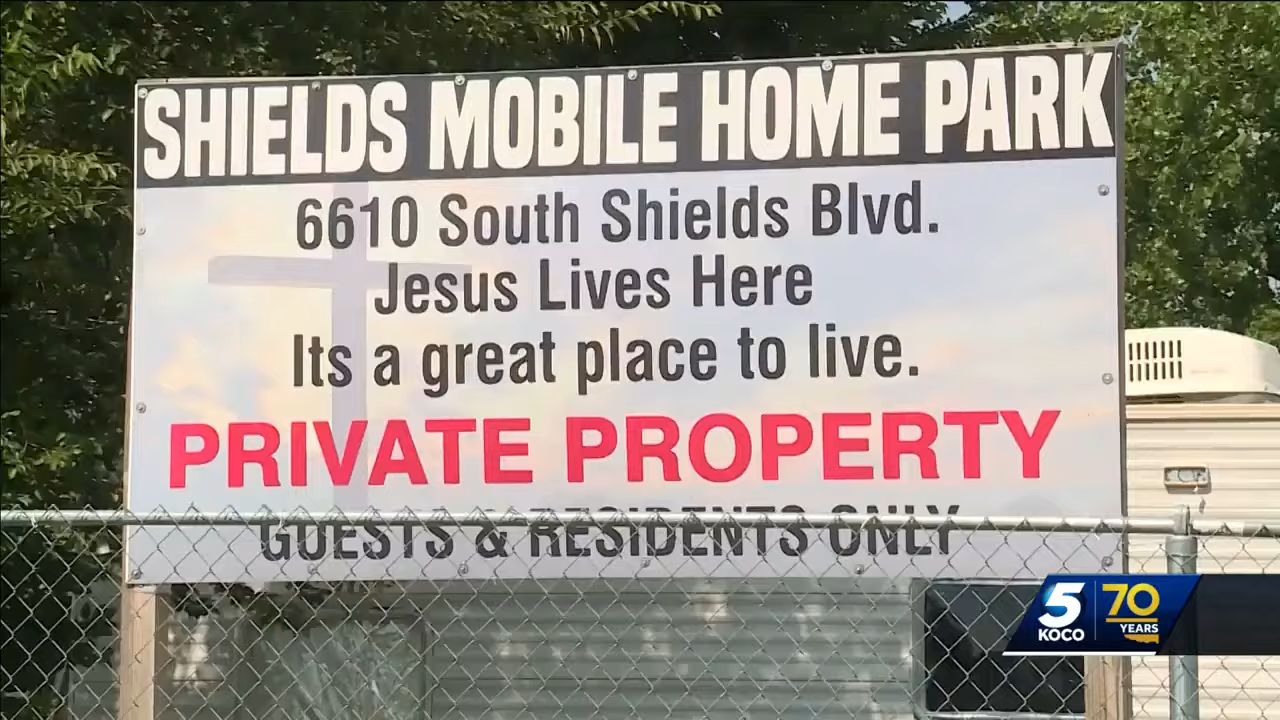 SHIELDS MOBILE HOME PARK
6610 South Shields Blvd.
Jesus Lives Here
Its a great place to live.
PRIVATE PROPERTY
GUESTS & RESIDENTS ONLY
5 KOCO
70 YEARS